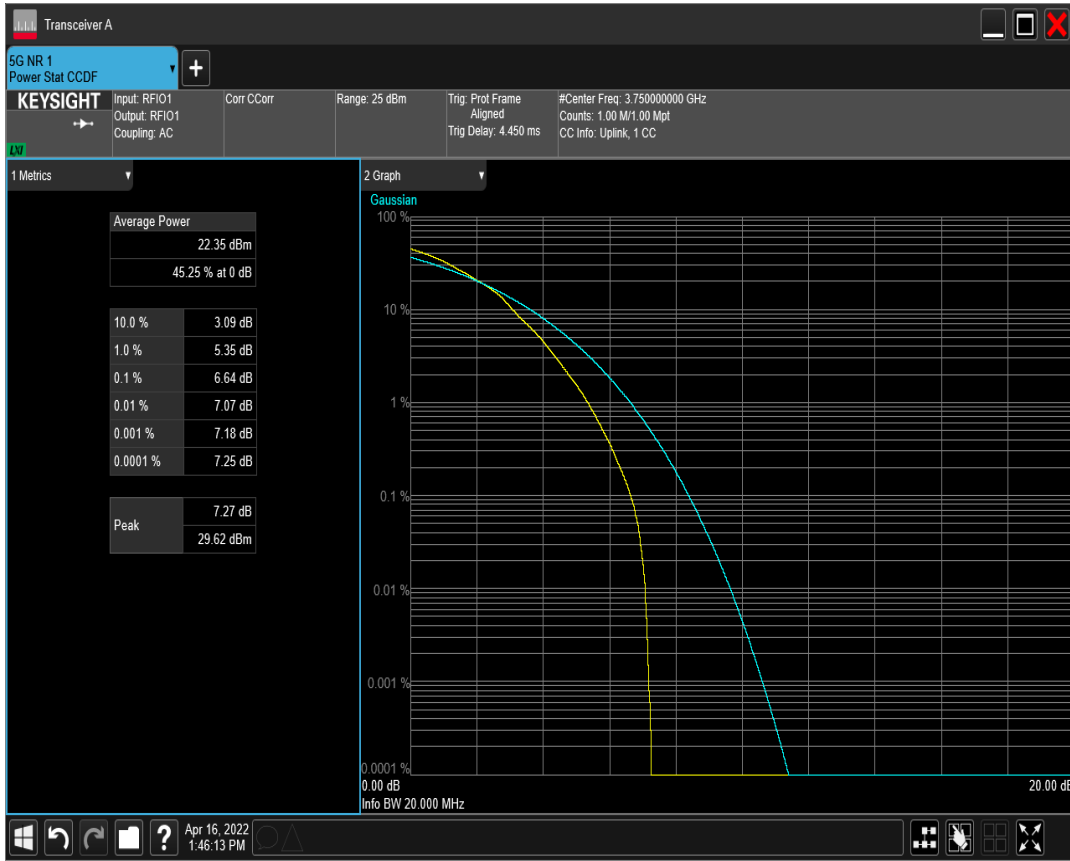 Transceiver A
5G NR 1
Power Stat CCDF
KEYSIGHT
LXI
Input: RFIO1
Output: RFIO1
Coupling: AC
Corr CCorr
Range: 25 dBm
Trig: Prot Frame
Aligned
Trig Delay: 4.450 ms
#Center Freq: 3.750000000 GHz
Counts: 1.00 M/1.00 Mpt
CC Info: Uplink, 1 CC
1 Metrics
Average Power
22.35 dBm
45.25 % at 0 dB
10.0 % 3.09 dB
1.0 % 5.35 dB
0.1 % 6.64 dB
0.01 % 7.07 dB
0.001 % 7.18 dB
0.0001 % 7.25 dB
Peak
7.27 dB
29.62 dBm
2 Graph
Gaussian
100 %
10 %
1 %
0.1 %
0.01 %
0.001 %
0.0001 %
0.00 dB 20.00 dB
Info BW 20.000 MHz
? Apr 16, 2022
1:46:13 PM